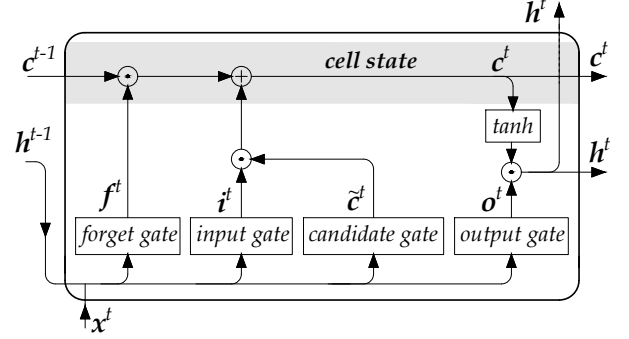 h^t
c^{t-1} cell state c^t c^t
tanh
h^{t-1} h^t
f^t i^t c̃^t o^t
forget gate input gate candidate gate output gate
x^t